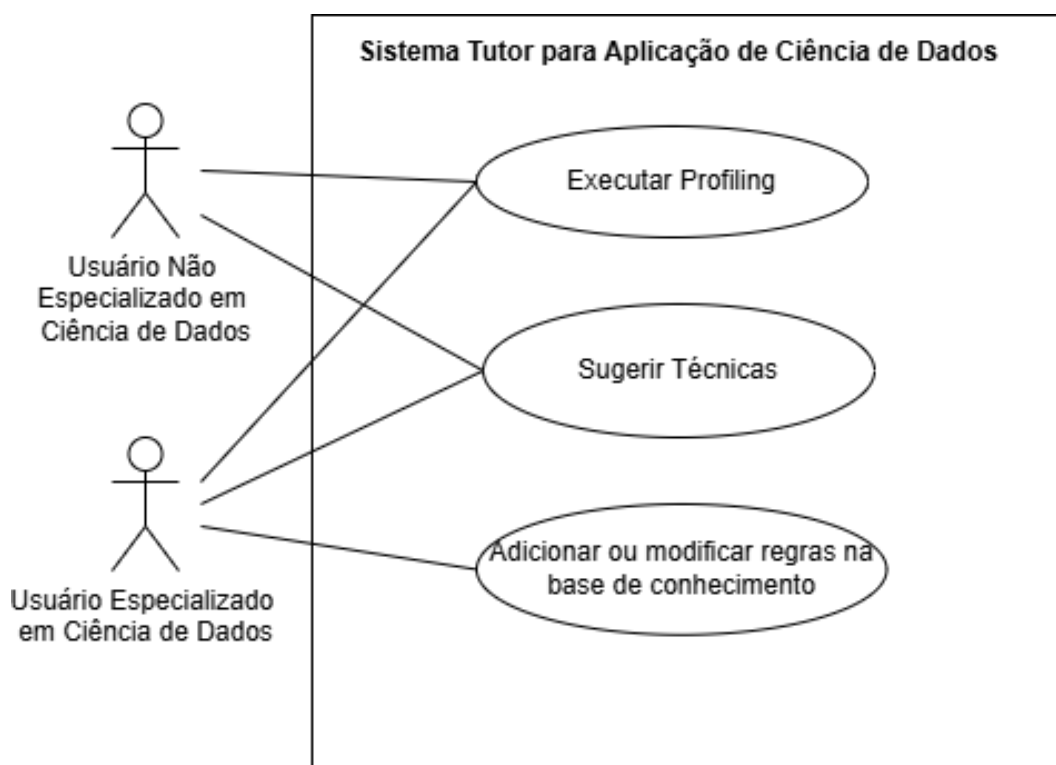 Sistema Tutor para Aplicação de Ciência de Dados
Executar Profiling
Usuário Não
Especializado em
Ciência de Dados
Sugerir Técnicas
Adicionar ou modificar regras na
base de conhecimento
Usuário Especializado
em Ciência de Dados